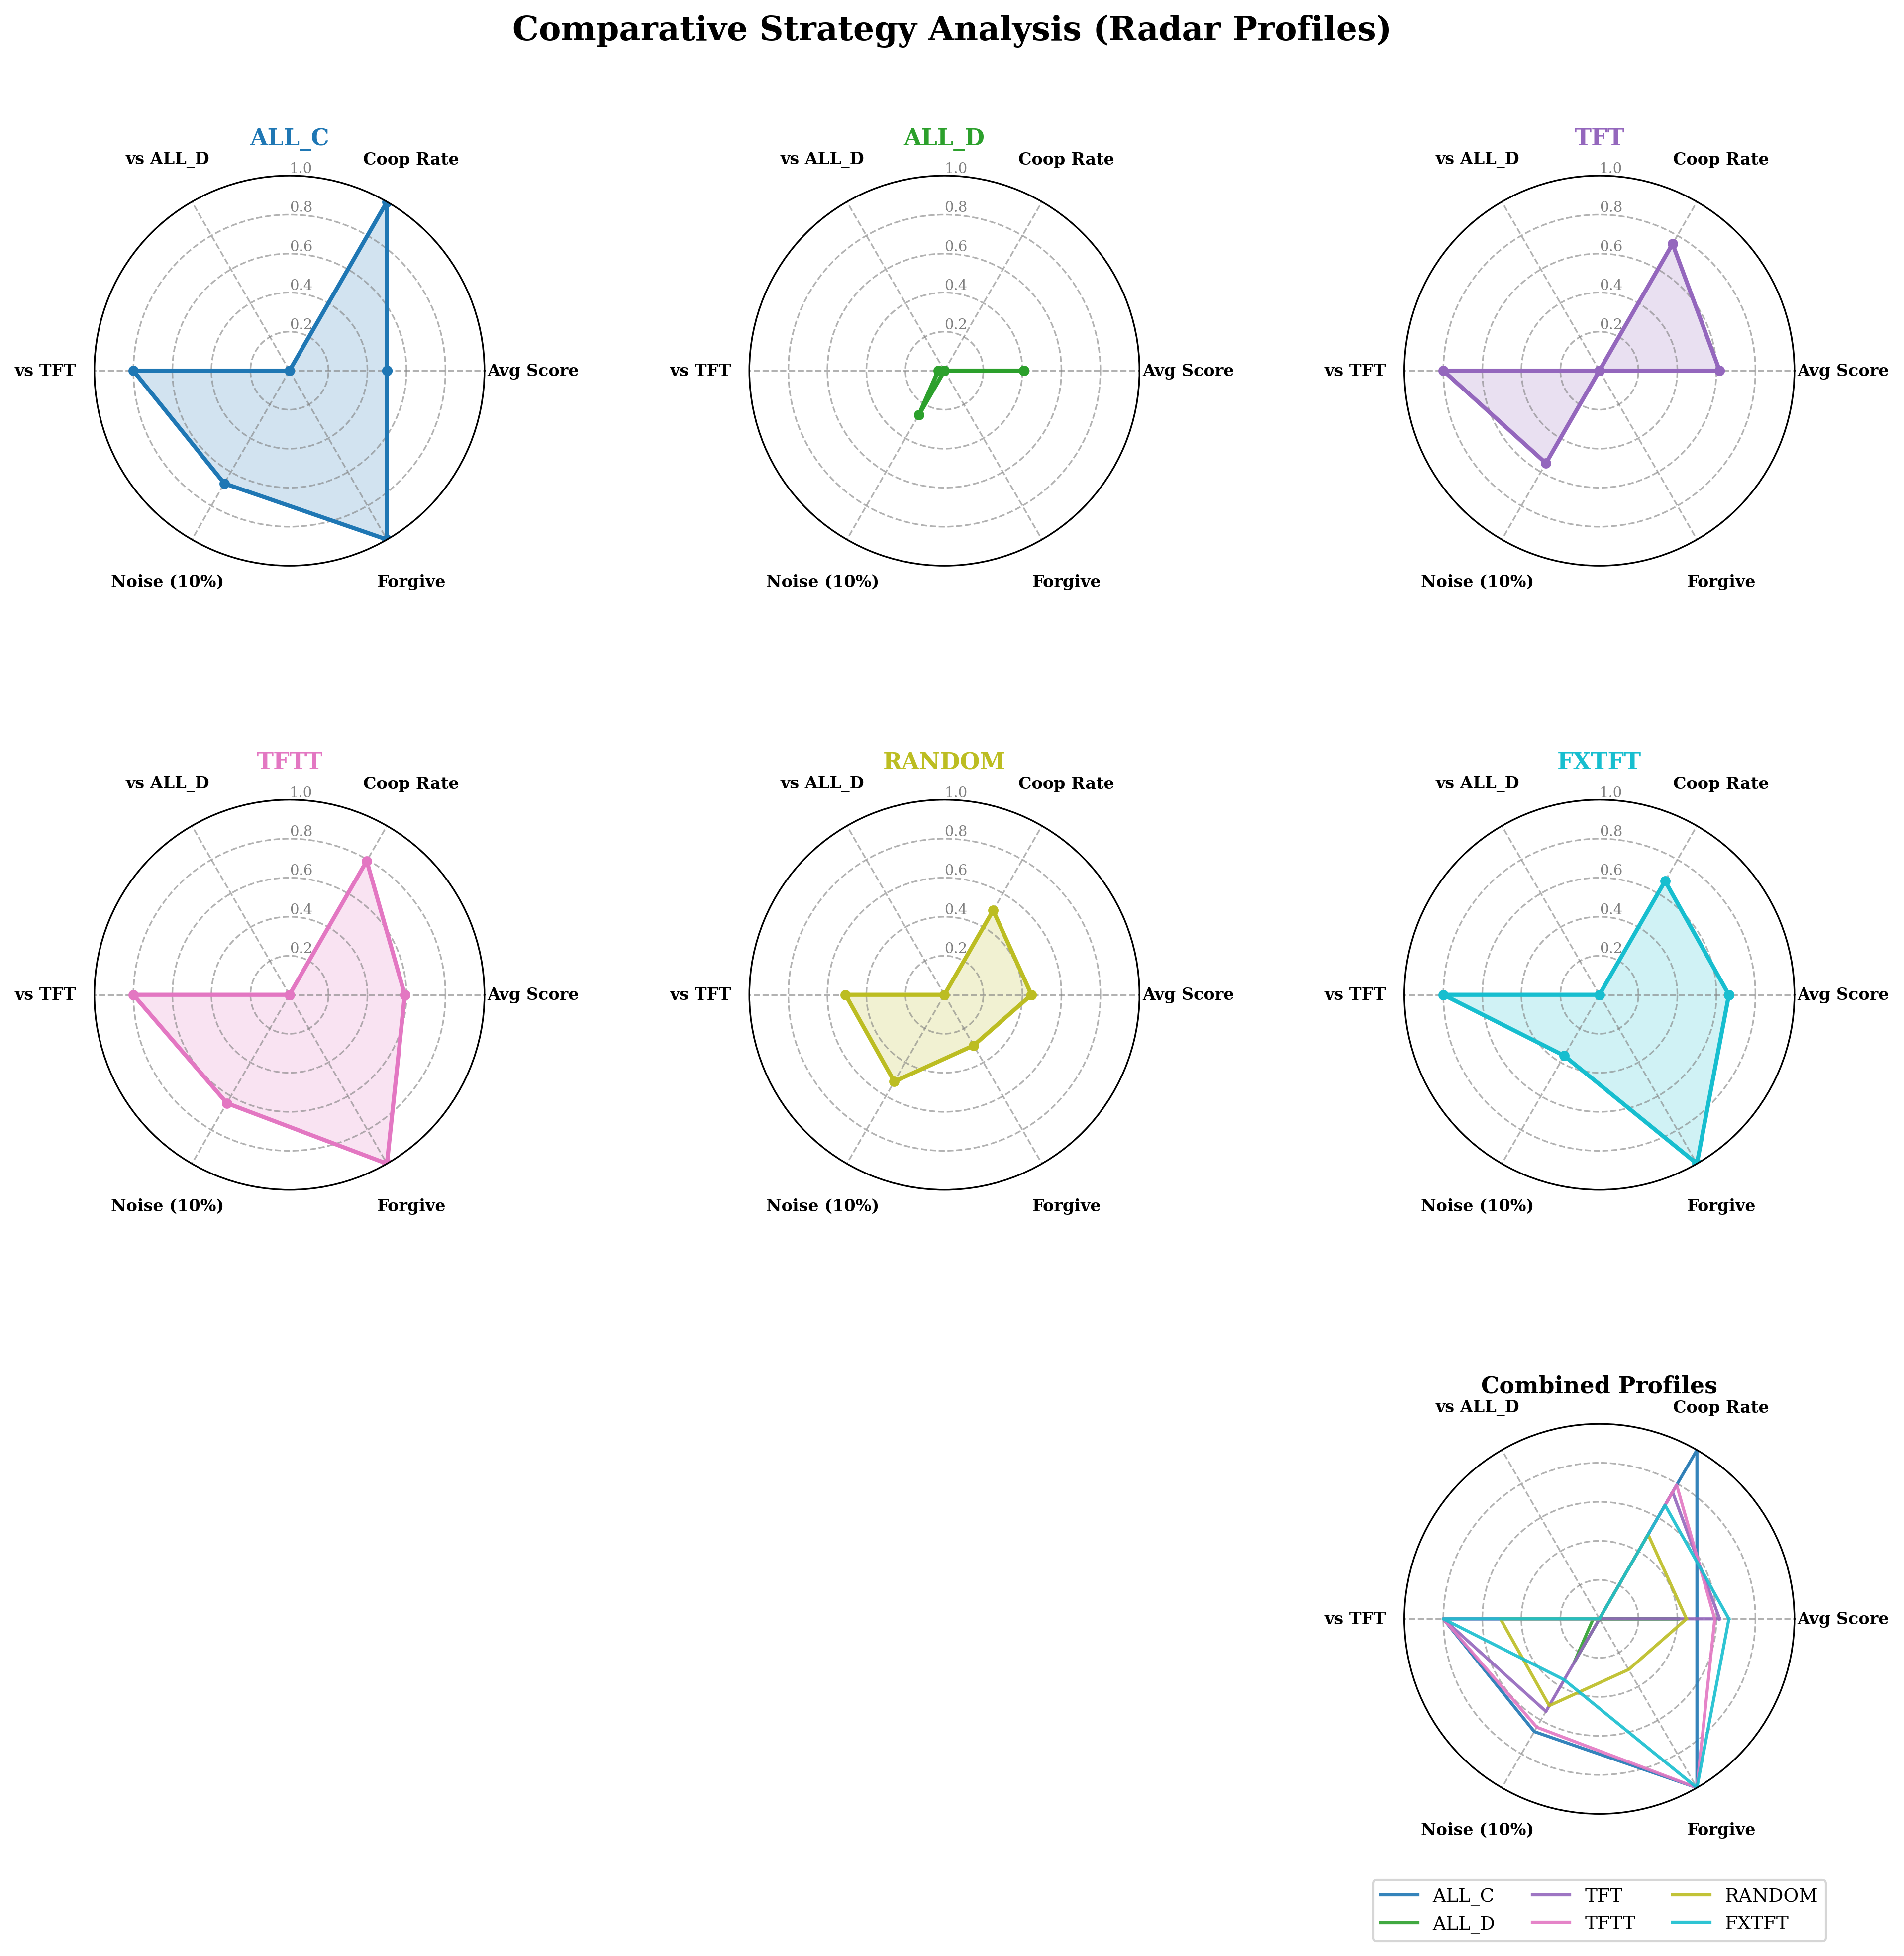 Comparative Strategy Analysis (Radar Profiles)
ALL_C
vs ALL_D
Coop Rate
1.0
0.8
0.6
0.4
0.2
vs TFT
Avg Score
Noise (10%)
Forgive
ALL_D
vs ALL_D
Coop Rate
1.0
0.8
0.6
0.4
0.2
vs TFT
Avg Score
Noise (10%)
Forgive
TFT
vs ALL_D
Coop Rate
1.0
0.8
0.6
0.4
0.2
vs TFT
Avg Score
Noise (10%)
Forgive
TFTT
vs ALL_D
Coop Rate
1.0
0.8
0.6
0.4
0.2
vs TFT
Avg Score
Noise (10%)
Forgive
RANDOM
vs ALL_D
Coop Rate
1.0
0.8
0.6
0.4
0.2
vs TFT
Avg Score
Noise (10%)
Forgive
FXTFT
vs ALL_D
Coop Rate
1.0
0.8
0.6
0.4
0.2
vs TFT
Avg Score
Noise (10%)
Forgive
Combined Profiles
vs ALL_D
Coop Rate
vs TFT
Avg Score
Noise (10%)
Forgive
ALL_C
TFT
RANDOM
ALL_D
TFTT
FXTFT